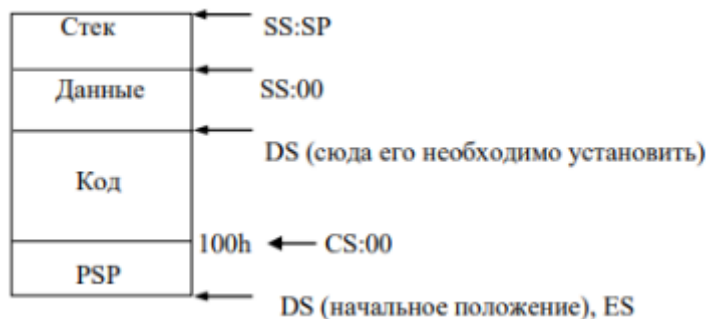 Стек SS:SP
Данные SS:00
DS (сюда его необходимо установить)
Код
100h CS:00
PSP
DS (начальное положение), ES